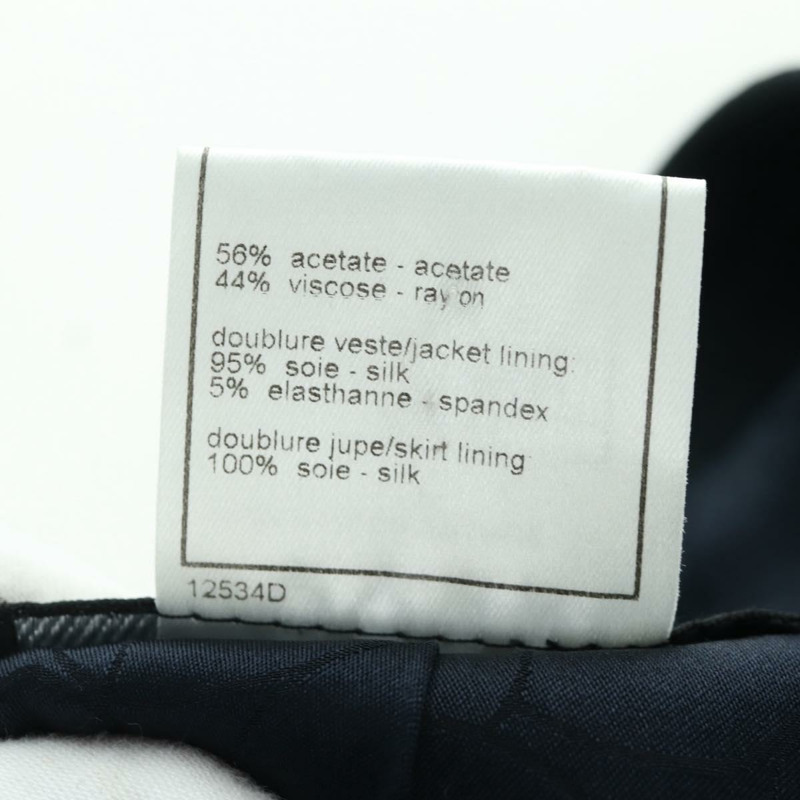 56% acetate - acetate
44% viscose - rayon
doublure veste/jacket lining:
95% soie - silk
5% elasthanne - spandex
doublure jupe/skirt lining
100% soie - silk
12534D